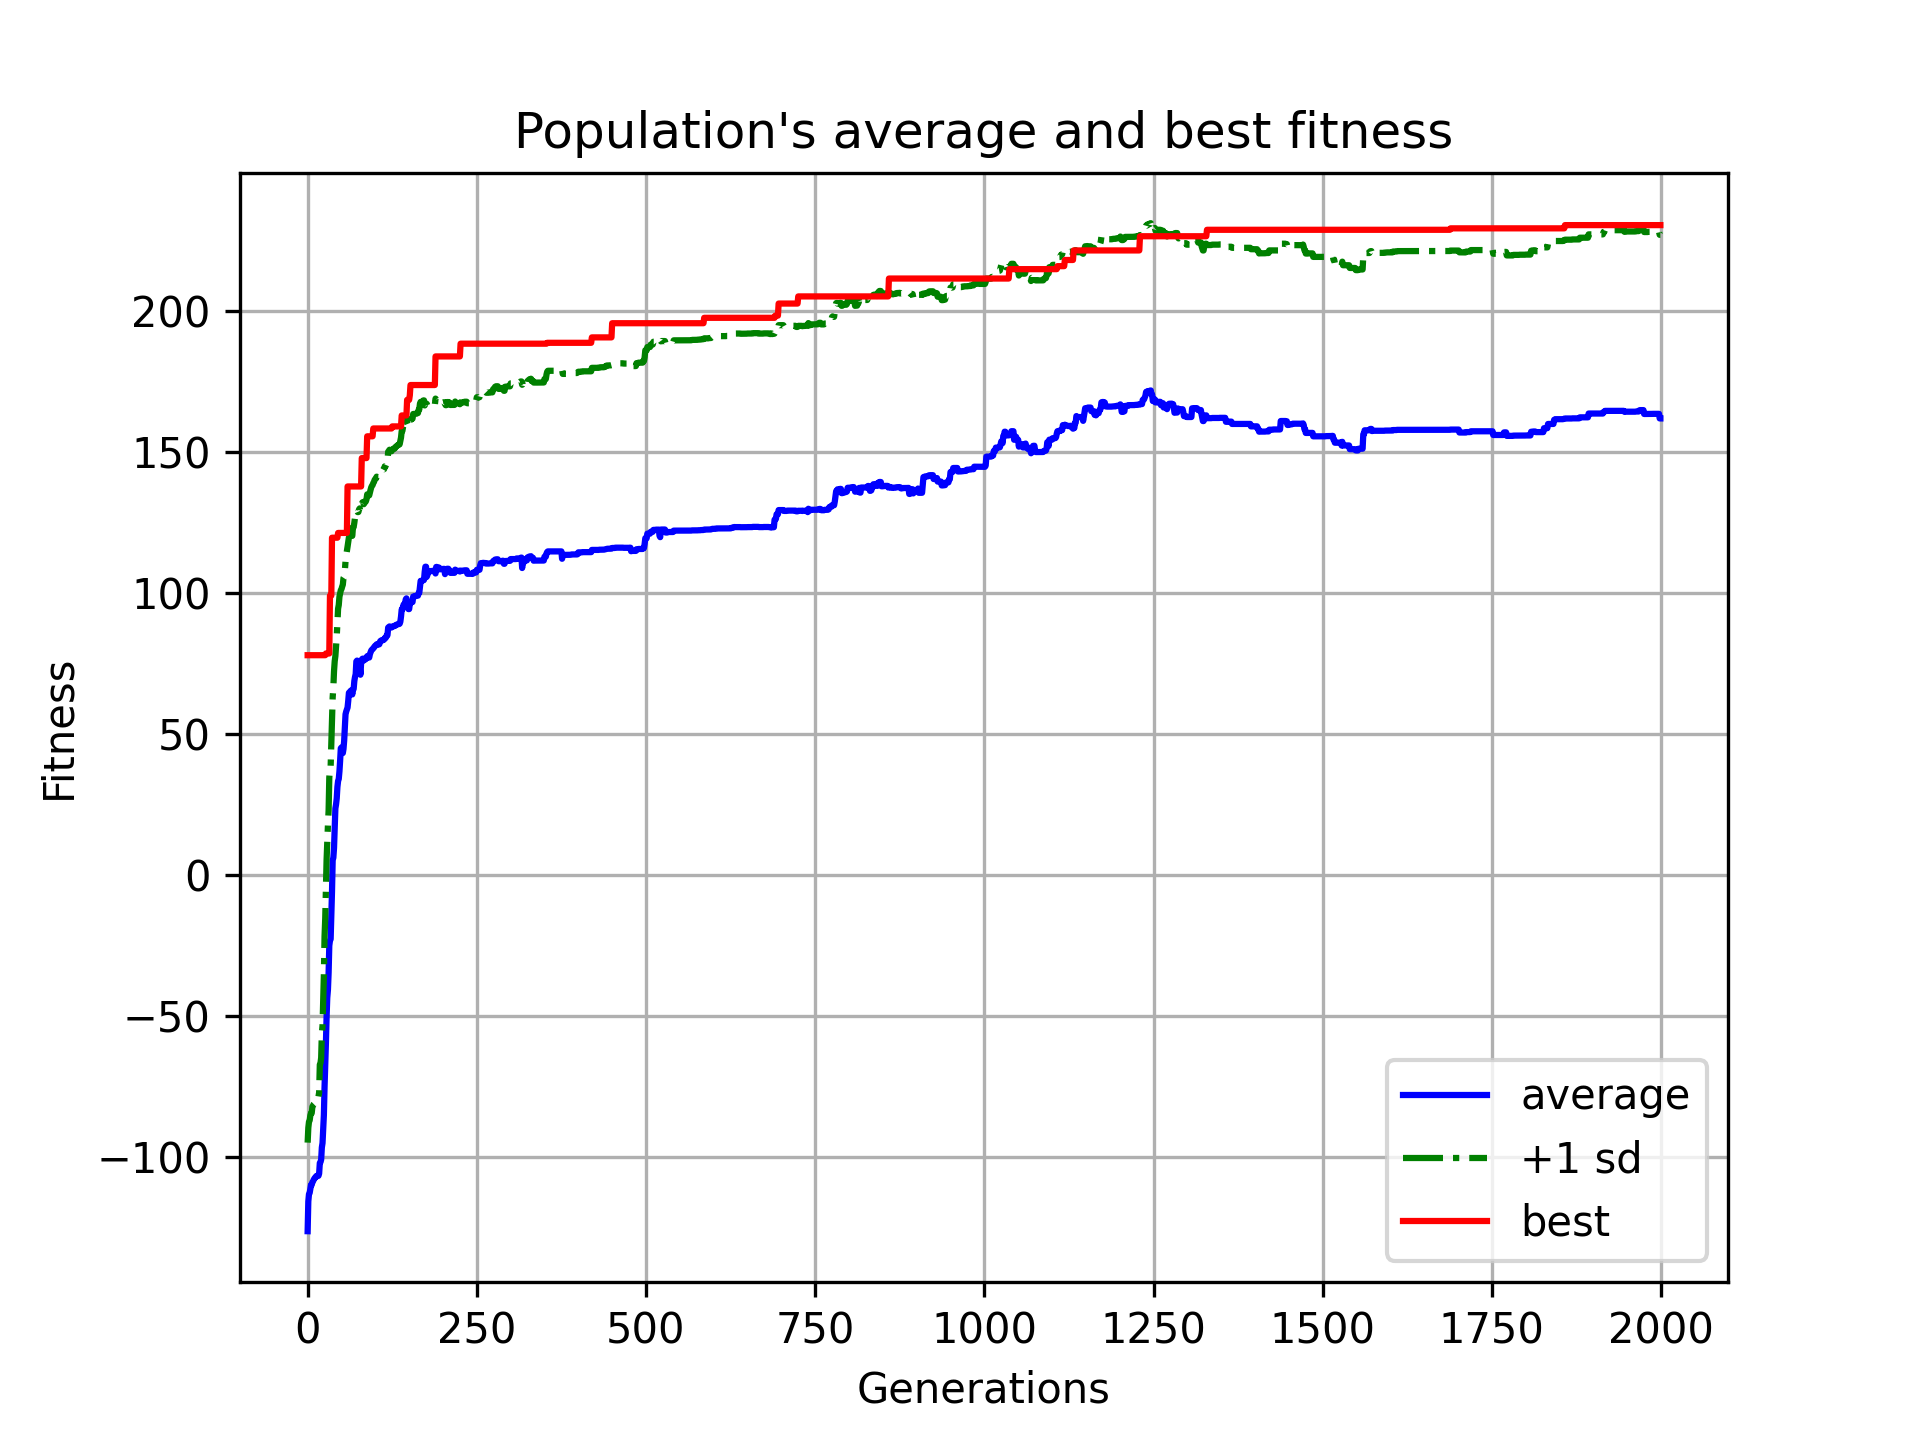 Population's average and best fitness
Fitness
200
150
100
50
0
−50
−100
0 250 500 750 1000 1250 1500 1750 2000
Generations
average
+1 sd
best